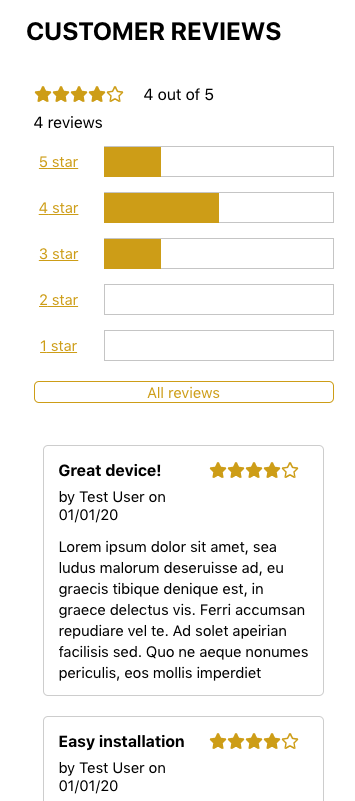 CUSTOMER REVIEWS
4 out of 5
4 reviews
5 star
4 star
3 star
2 star
1 star
All reviews
Great device!
by Test User on
01/01/20
Lorem ipsum dolor sit amet, sea
ludus malorum deseruisse ad, eu
graecis tibique denique est, in
graece delectus vis. Ferri accumsan
repudiare vel te. Ad solet apeirian
facilisis sed. Quo ne aeque nonumes
periculis, eos mollis imperdiet
Easy installation
by Test User on
01/01/20